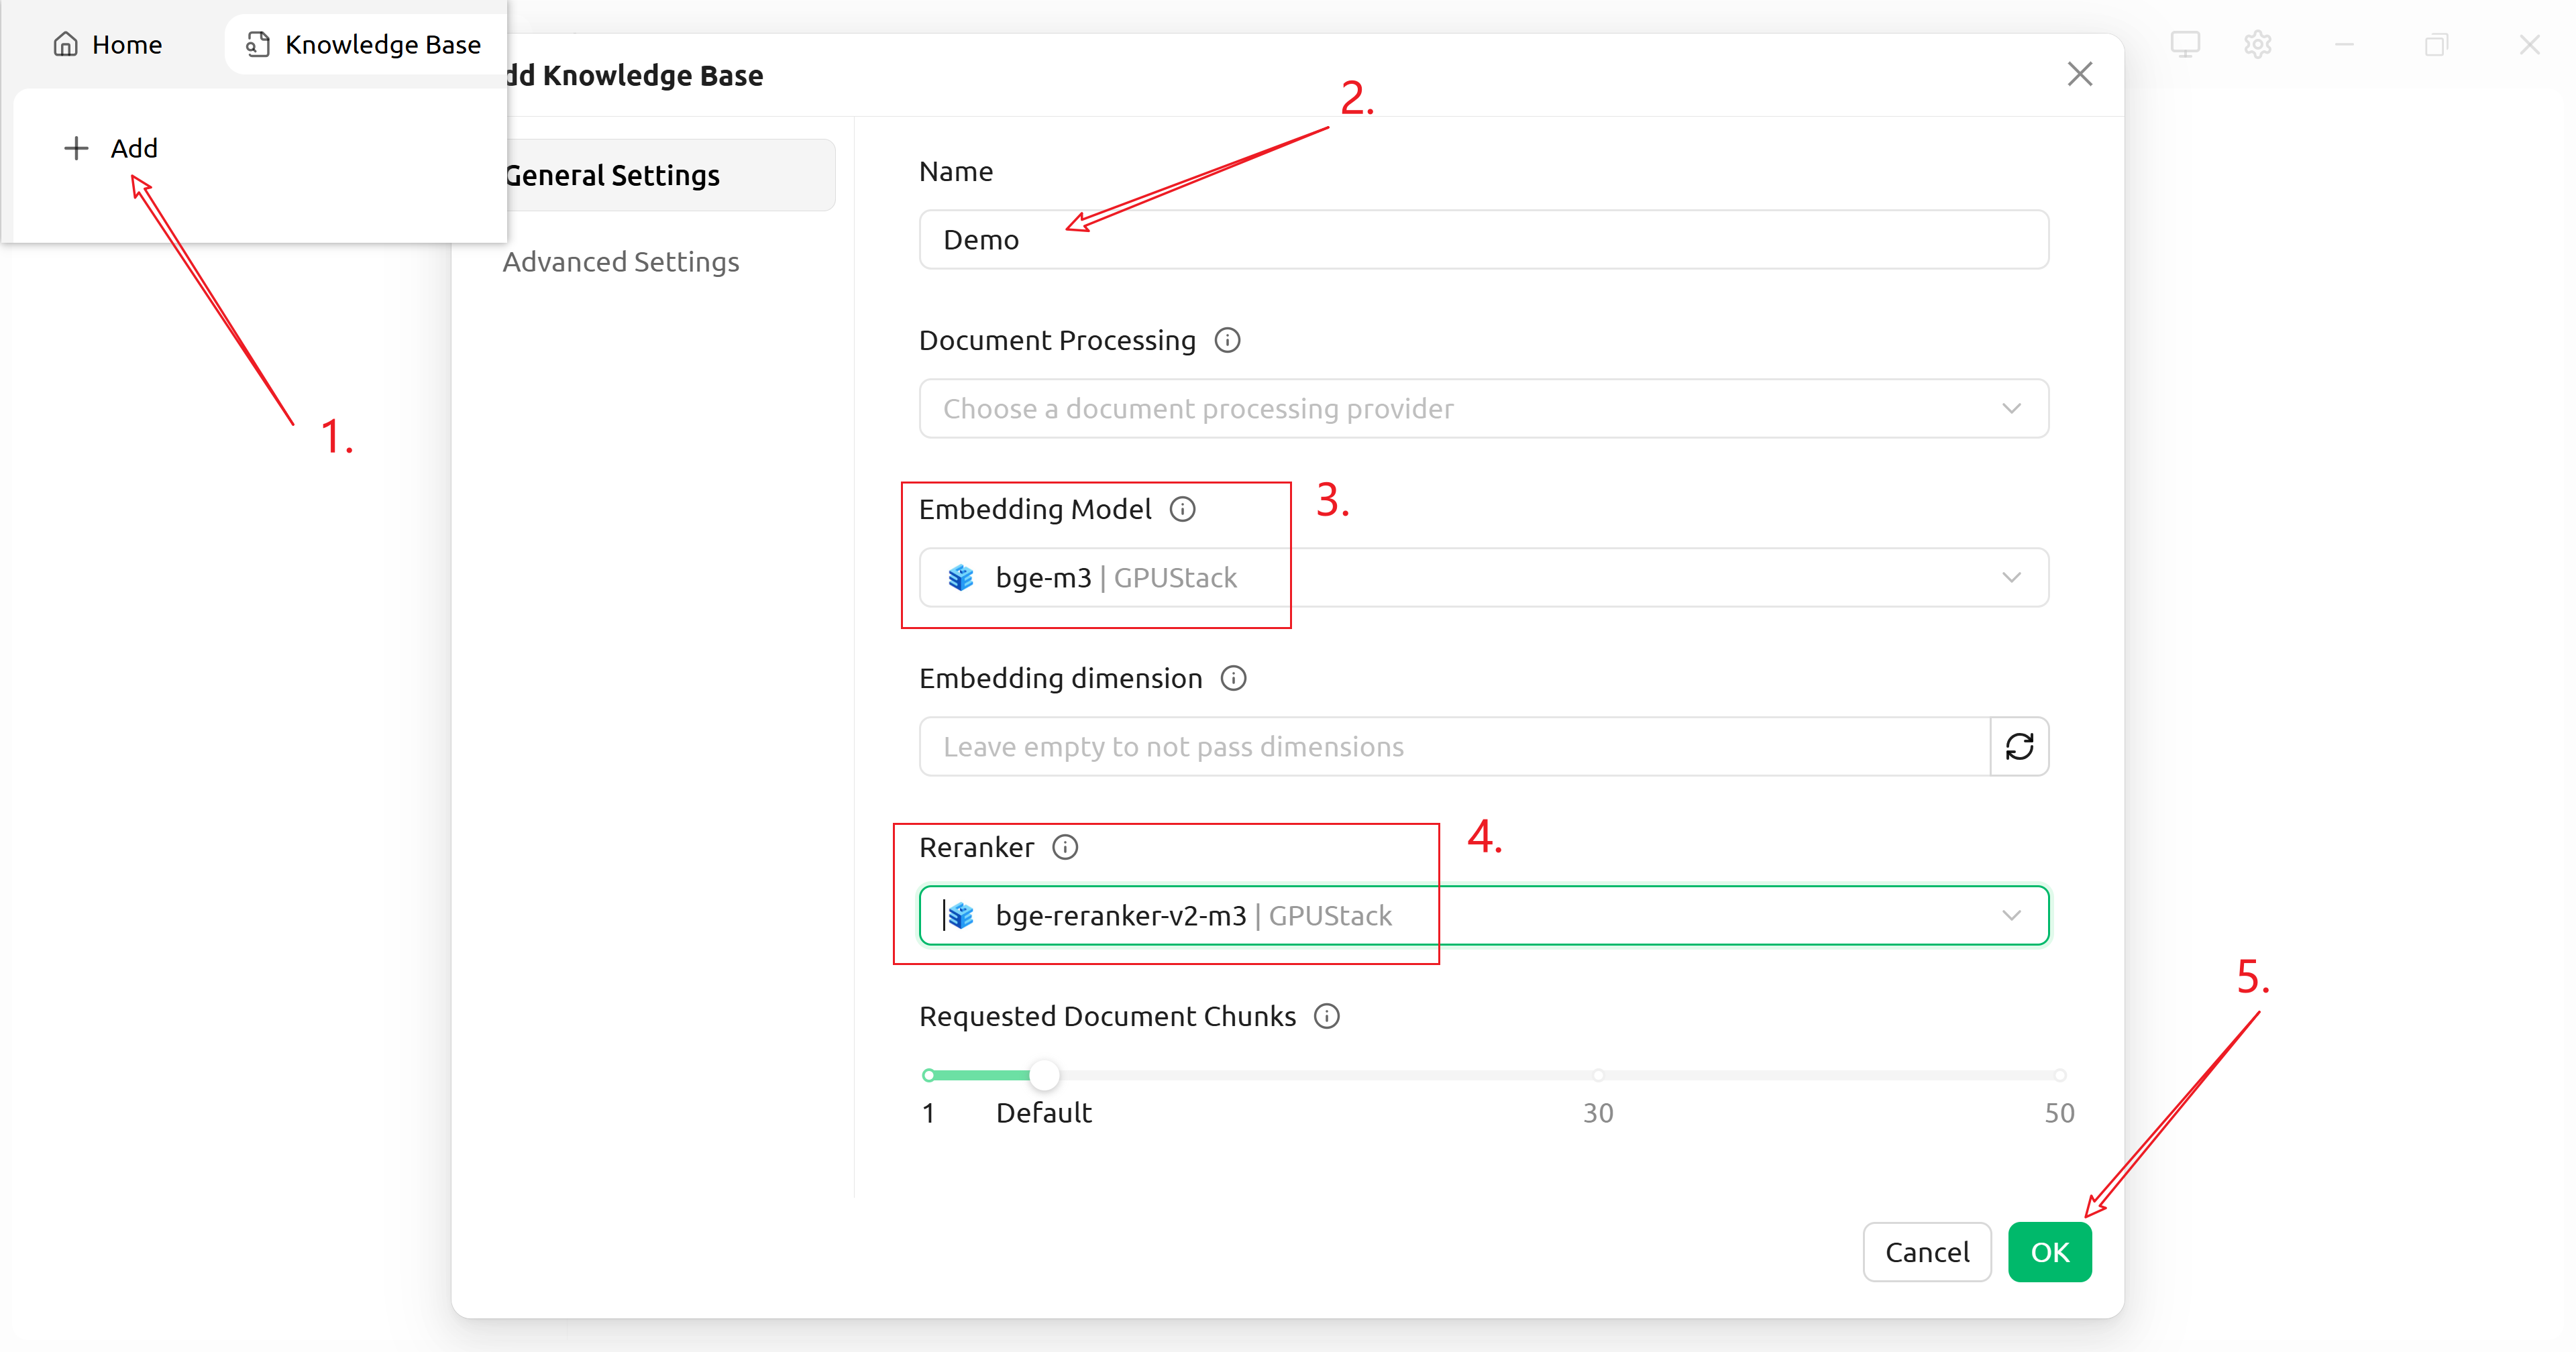 Home
Knowledge Base
Add
1.
dd Knowledge Base
General Settings
Advanced Settings
2.
Name
Demo
Document Processing
Choose a document processing provider
3.
Embedding Model
bge-m3 | GPUStack
Embedding dimension
Leave empty to not pass dimensions
4.
Reranker
bge-reranker-v2-m3 | GPUStack
Requested Document Chunks
1 Default 30 50
5.
Cancel OK